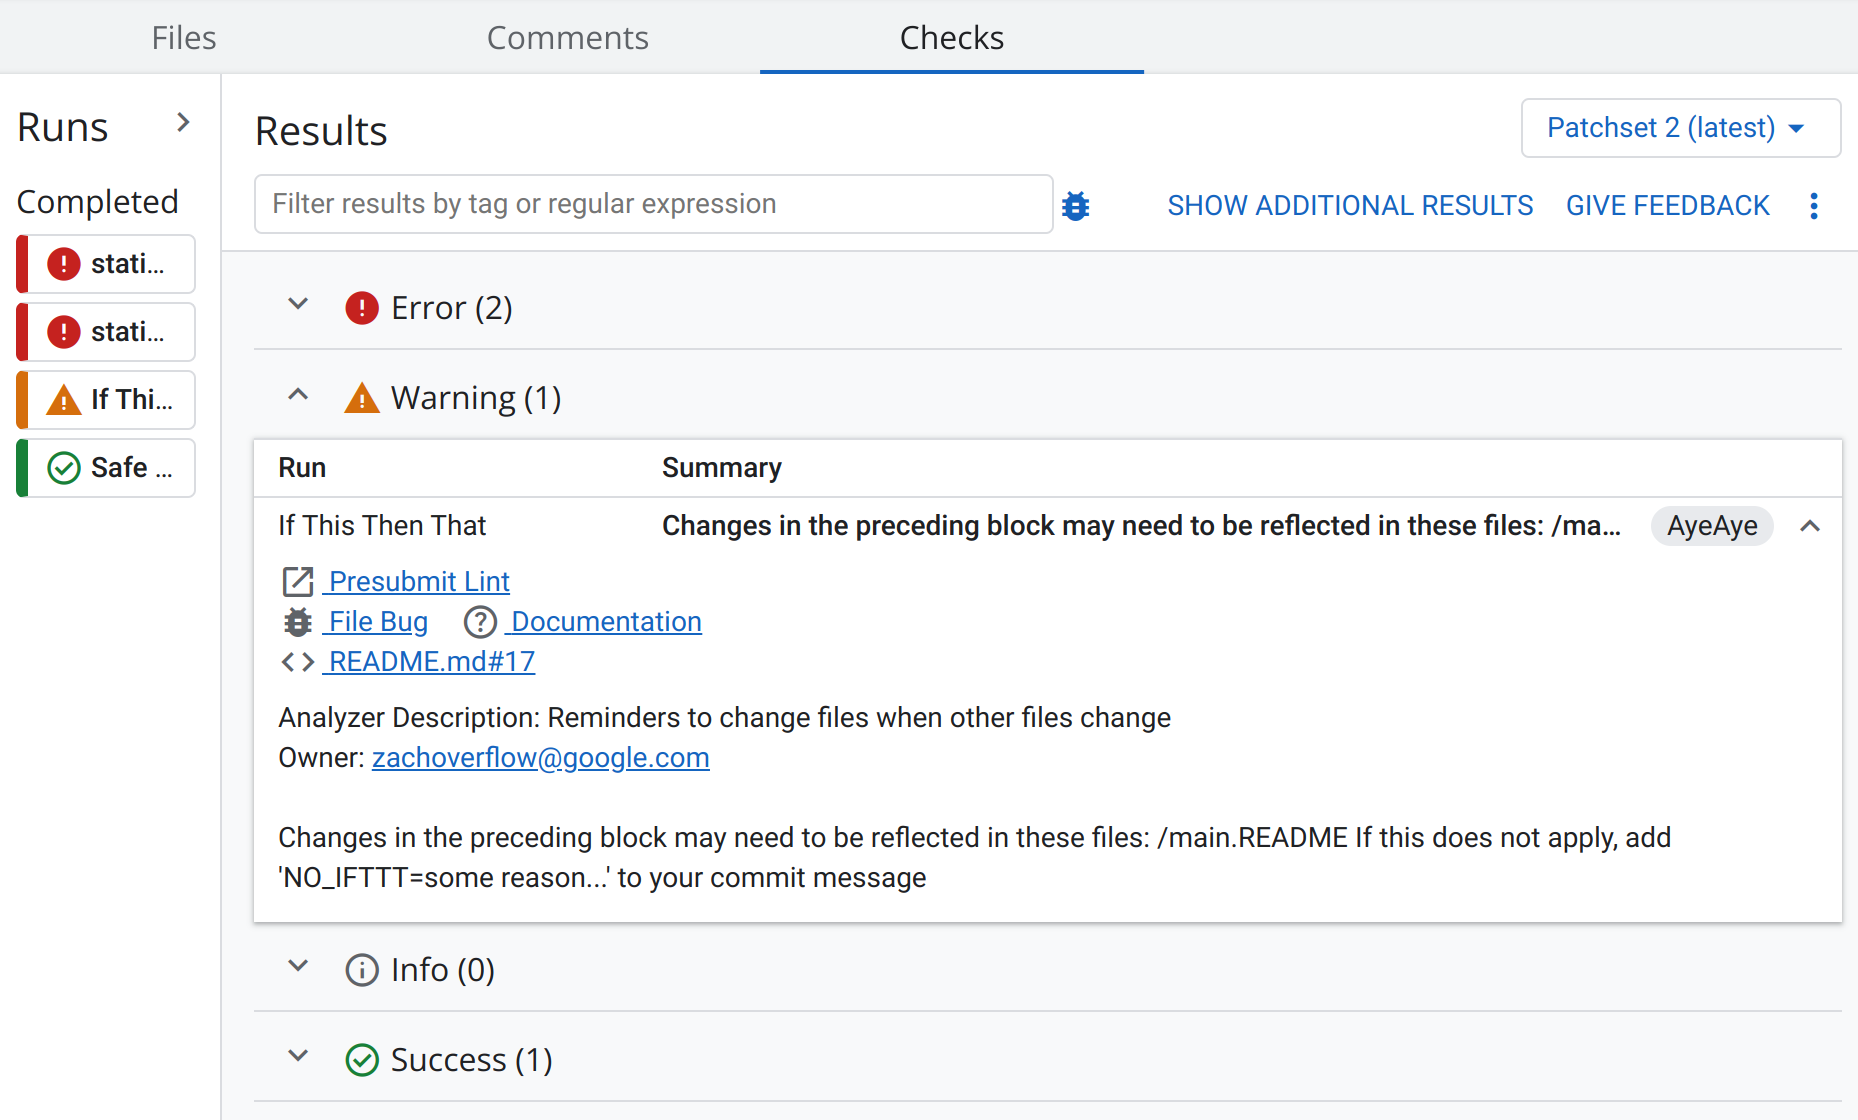 Files Comments Checks
Runs
Completed
stati...
stati...
If Thi...
Safe ...
Results
Patchset 2 (latest)
Filter results by tag or regular expression
SHOW ADDITIONAL RESULTS GIVE FEEDBACK
Error (2)
Warning (1)
Run Summary
If This Then That Changes in the preceding block may need to be reflected in these files: /ma... AyeAye
Presubmit Lint
File Bug Documentation
README.md#17
Analyzer Description: Reminders to change files when other files change
Owner: zachoverflow@google.com
Changes in the preceding block may need to be reflected in these files: /main.README If this does not apply, add
'NO_IFTTT=some reason...' to your commit message
Info (0)
Success (1)